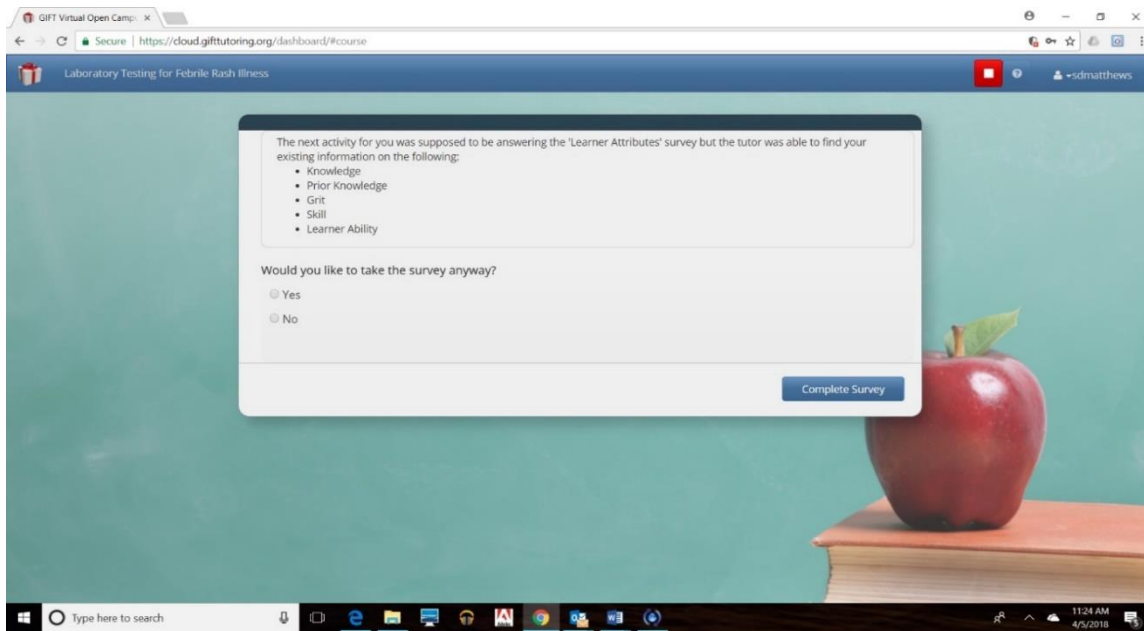 GIFT Virtual Open Camp
Secure | https://cloud.gifttutoring.org/dashboard/#course
Laboratory Testing for Febrile Rash Illness
sdmatthews
The next activity for you was supposed to be answering the 'Learner Attributes' survey but the tutor was able to find your
existing information on the following:
• Knowledge
• Prior Knowledge
• Grit
• Skill
• Learner Ability
Would you like to take the survey anyway?
Yes
No
Complete Survey
Type here to search
11:24 AM
4/5/2018